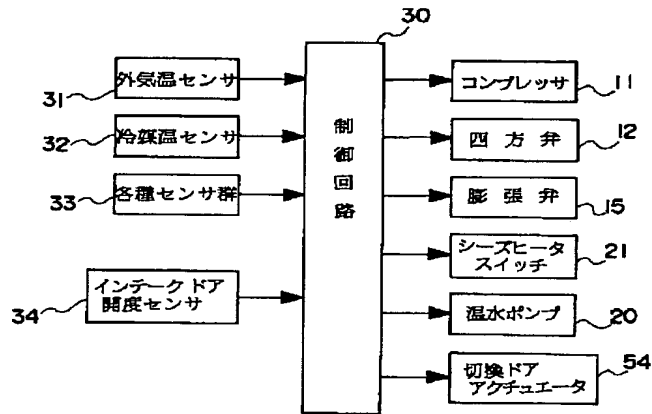 30
31
外気温センサ
32
冷媒温センサ
33
各種センサ群
34
インテークドア
開度センサ
制御回路
コンプレッサ
11
四方弁
12
膨張弁
15
シーズヒータ
スイッチ
21
温水ポンプ
20
切換ドア
アクチュエータ
54